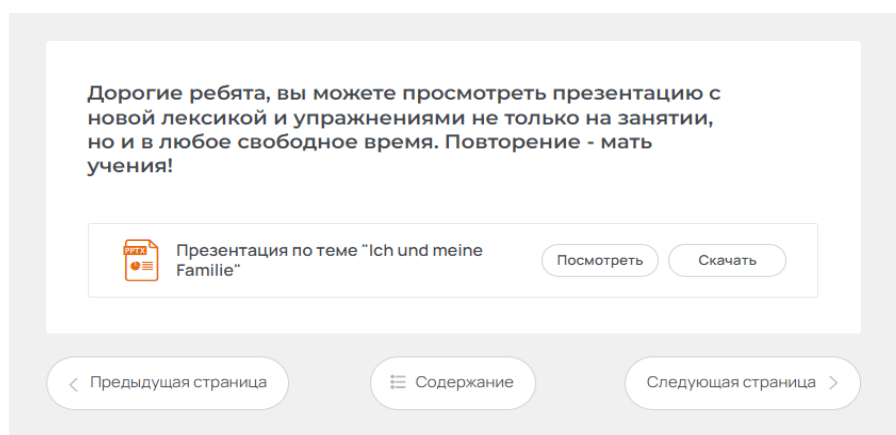 Дорогие ребята, вы можете просмотреть презентацию с
новой лексикой и упражнениями не только на занятии,
но и в любое свободное время. Повторение - мать
учения!
PPTX
Презентация по теме "Ich und meine
Familie"
Посмотреть
Скачать
Предыдущая страница
Содержание
Следующая страница